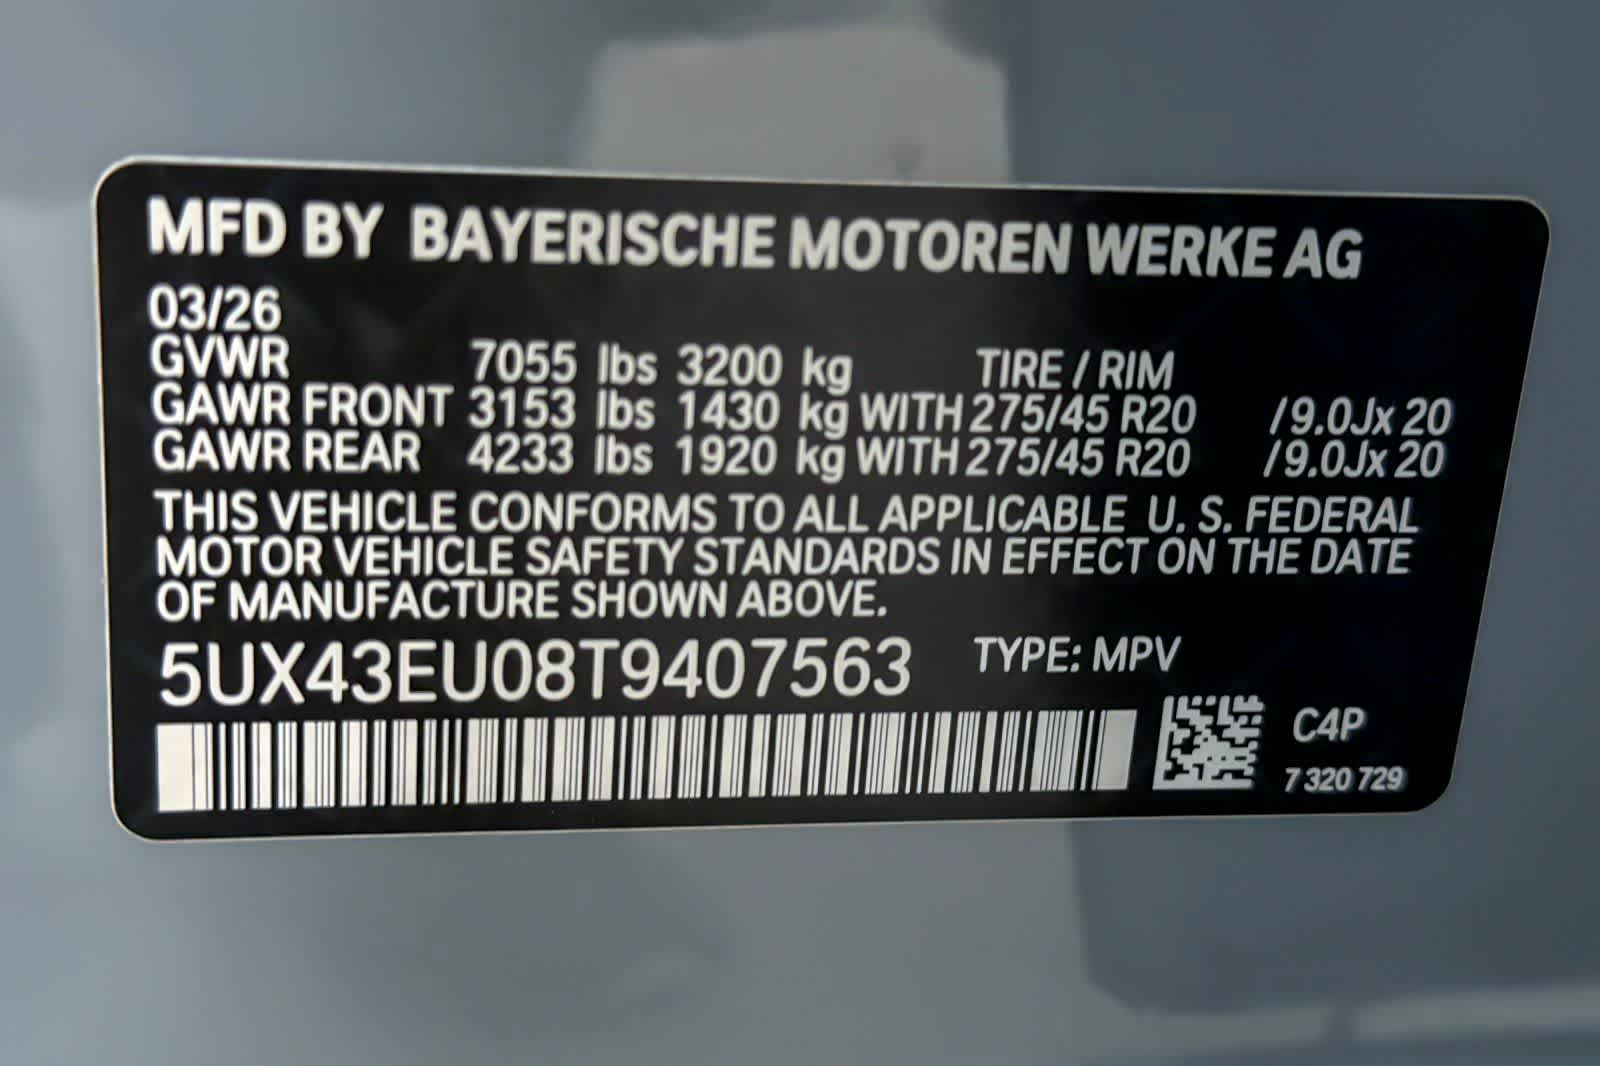 MFD BY BAYERISCHE MOTOREN WERKE AG
03/26
GVWR 7055 lbs 3200 kg TIRE / RIM
GAWR FRONT 3153 lbs 1430 kg WITH 275/45 R20 /9.0Jx 20
GAWR REAR 4233 lbs 1920 kg WITH 275/45 R20 /9.0Jx 20
THIS VEHICLE CONFORMS TO ALL APPLICABLE U. S. FEDERAL
MOTOR VEHICLE SAFETY STANDARDS IN EFFECT ON THE DATE
OF MANUFACTURE SHOWN ABOVE.
5UX43EU08T9407563 TYPE: MPV
C4P
7 320 729